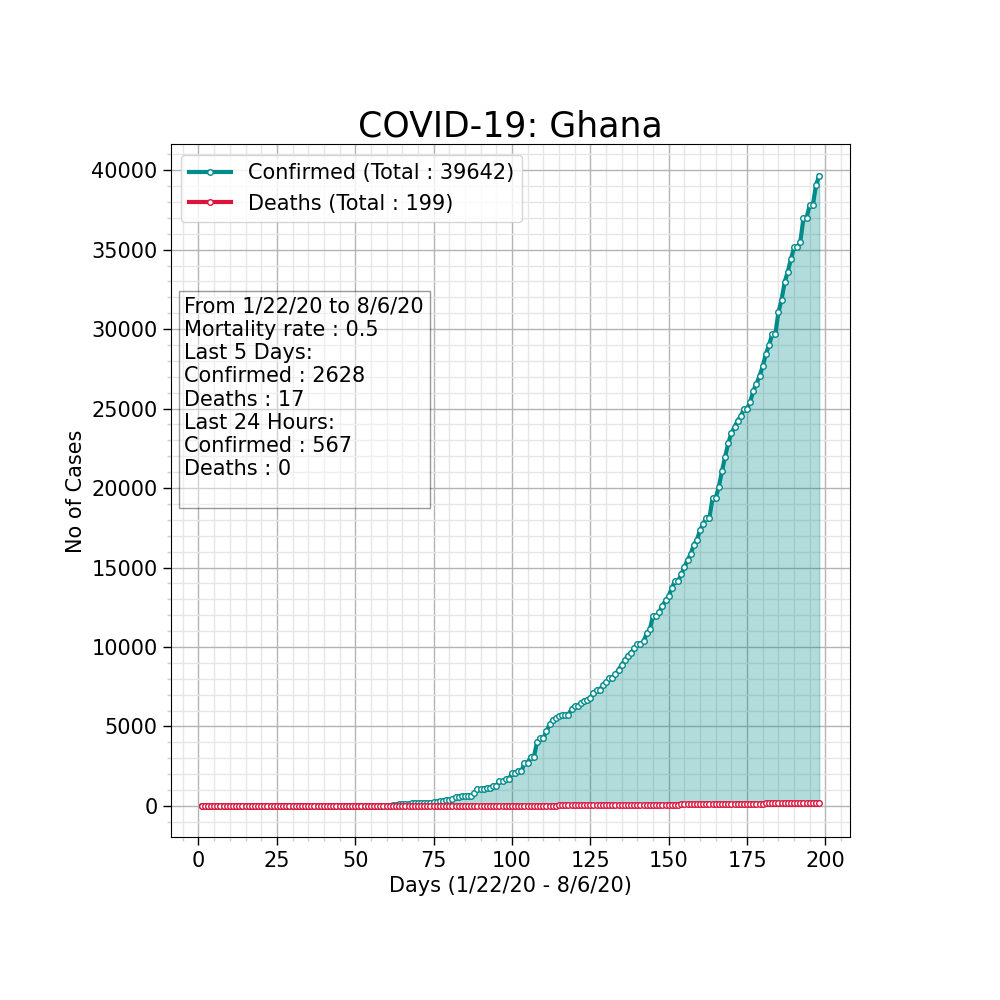 COVID-19: Ghana
Confirmed (Total : 39642)
Deaths (Total : 199)
From 1/22/20 to 8/6/20
Mortality rate : 0.5
Last 5 Days:
Confirmed : 2628
Deaths : 17
Last 24 Hours:
Confirmed : 567
Deaths : 0
No of Cases
40000
35000
30000
25000
20000
15000
10000
5000
0
0 25 50 75 100 125 150 175 200
Days (1/22/20 - 8/6/20)